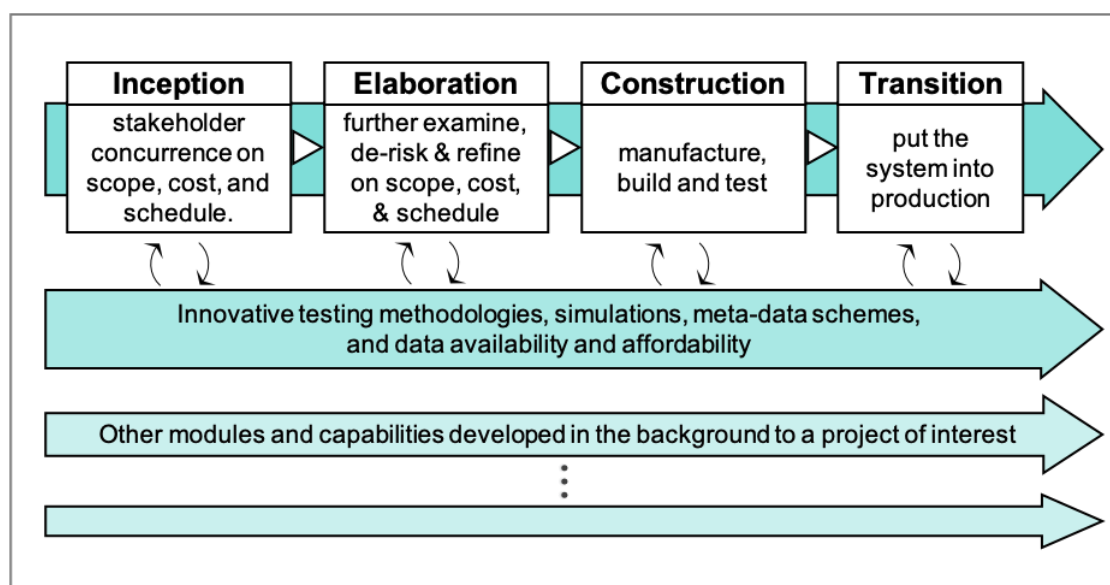 Inception
stakeholder
concurrence on
scope, cost, and
schedule.
Elaboration
further examine,
de-risk & refine
on scope, cost,
& schedule
Construction
manufacture,
build and test
Transition
put the
system into
production
Innovative testing methodologies, simulations, meta-data schemes,
and data availability and affordability
Other modules and capabilities developed in the background to a project of interest